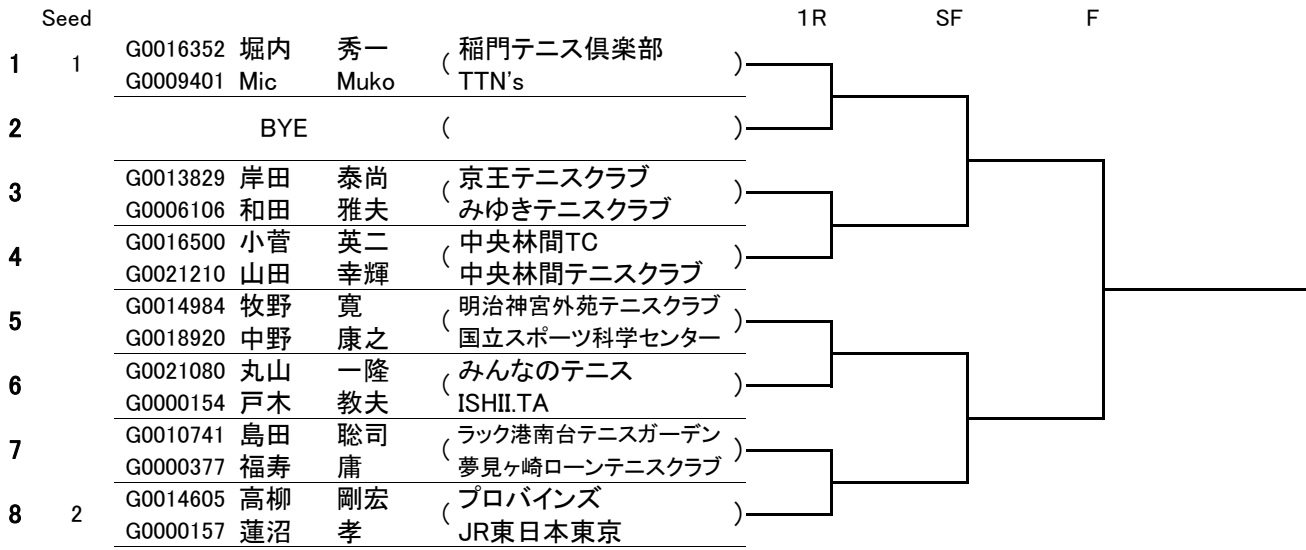 Seed 1R SF F
G0016352 堀内 秀一 稲門テニス倶楽部
1 1 ( )
G0009401 Mic Muko TTN's
2 BYE ( )
G0013829 岸田 泰尚 京王テニスクラブ
3 ( )
G0006106 和田 雅夫 みゆきテニスクラブ
G0016500 小菅 英二 中央林間TC
4 ( )
G0021210 山田 幸輝 中央林間テニスクラブ
G0014984 牧野 寛 明治神宮外苑テニスクラブ
5 ( )
G0018920 中野 康之 国立スポーツ科学センター
G0021080 丸山 一隆 みんなのテニス
6 ( )
G0000154 戸木 教夫 ISHII.TA
G0010741 島田 聡司 ラック港南台テニスガーデン
7 ( )
G0000377 福寿 庸 夢見ヶ崎ローンテニスクラブ
G0014605 高柳 剛宏 プロバインズ
8 2 ( )
G0000157 蓮沼 孝 JR東日本東京